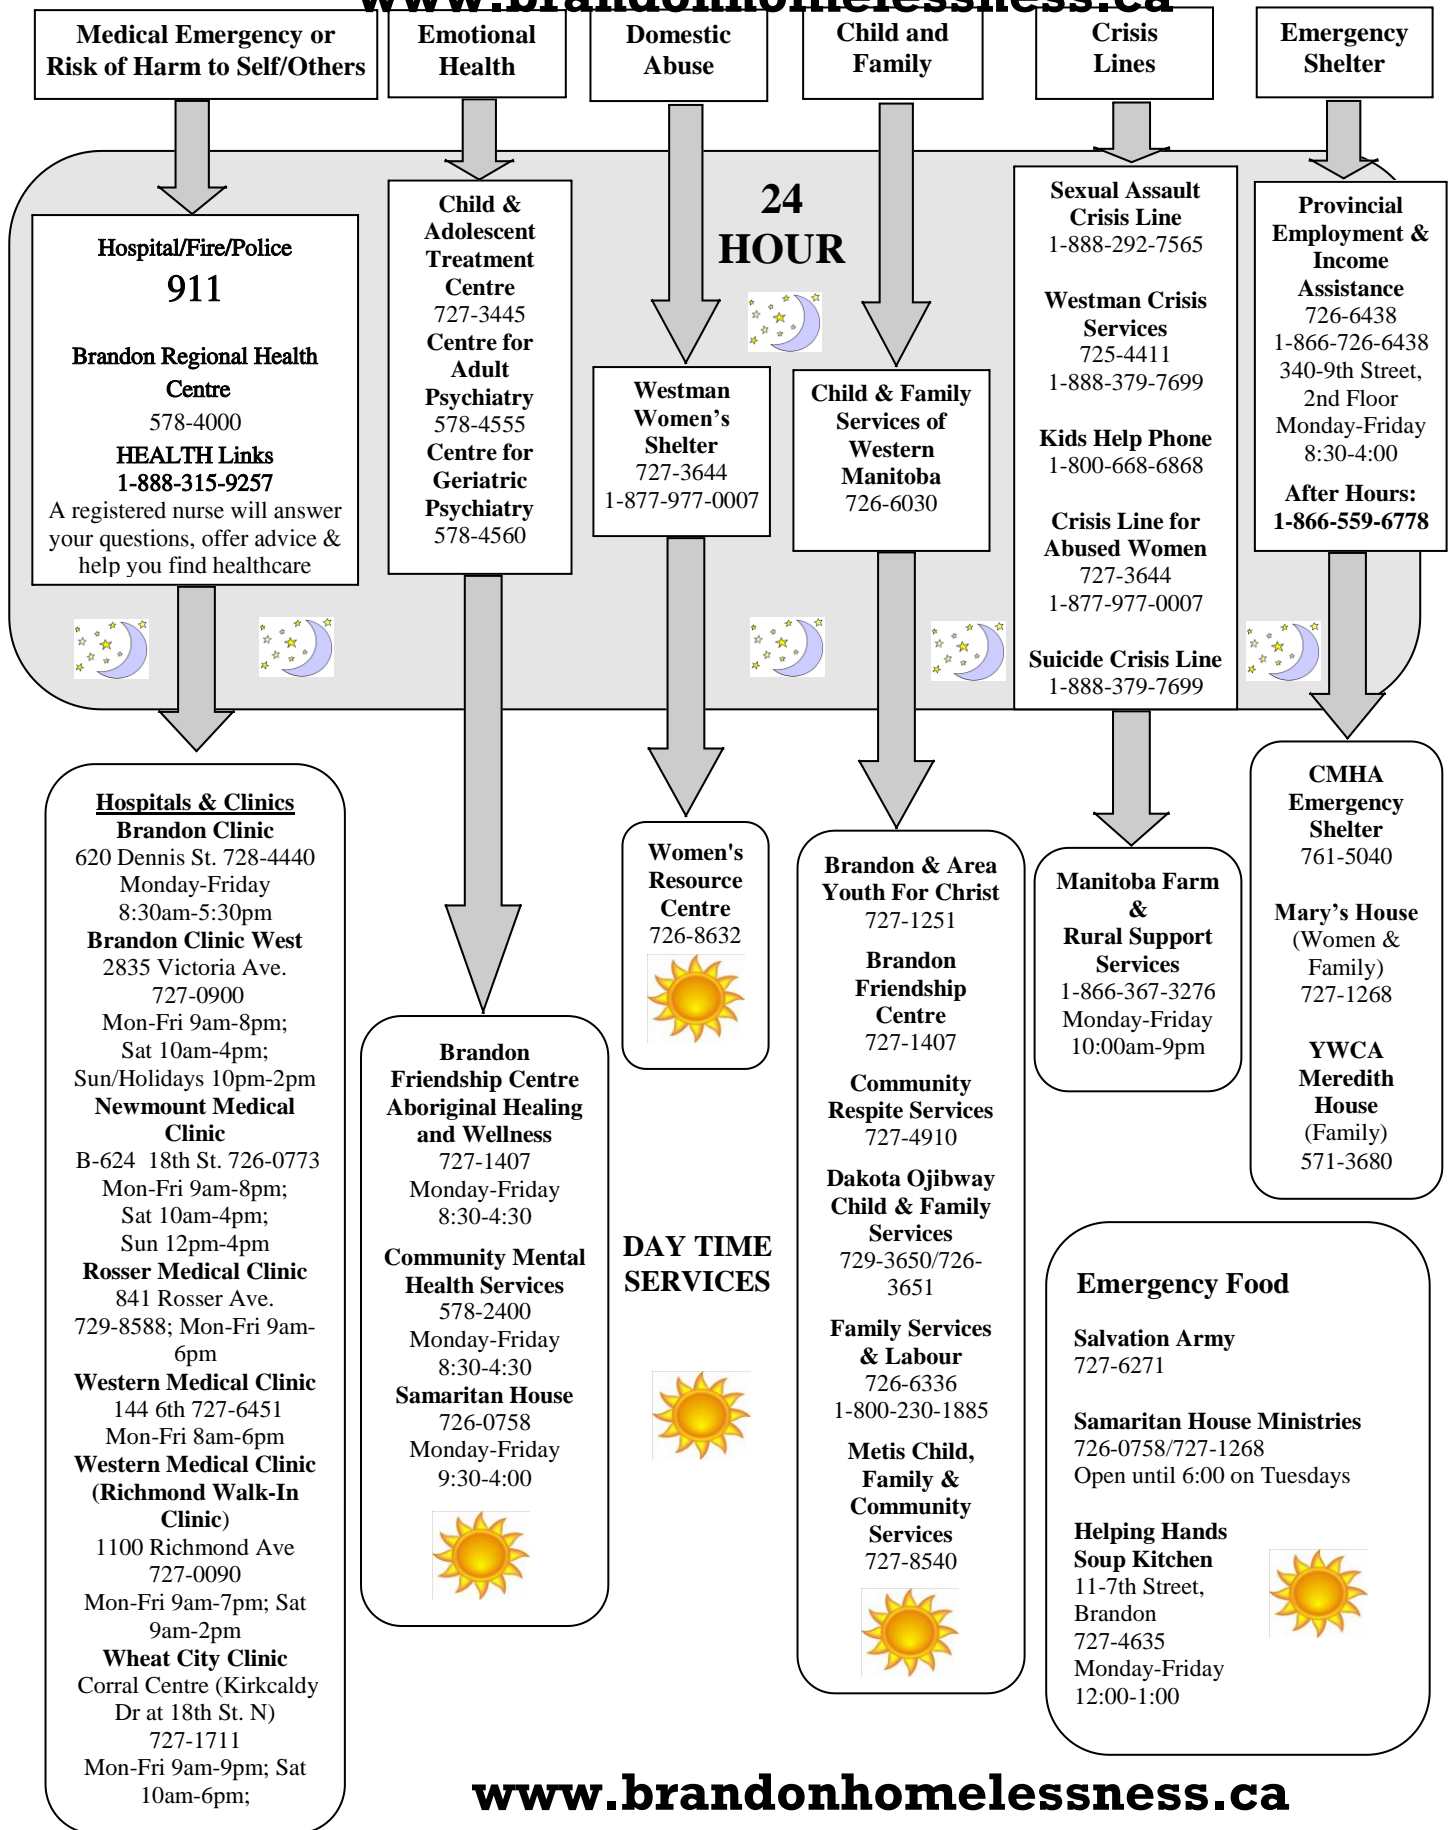 www.brandonhomelessness.ca
Medical Emergency or
Risk of Harm to Self/Others
Emotional
Health
Domestic
Abuse
Child and
Family
Crisis
Lines
Emergency
Shelter
24
HOUR
Hospital/Fire/Police
911
Brandon Regional Health
Centre
578-4000
HEALTH Links
1-888-315-9257
A registered nurse will answer
your questions, offer advice &
help you find healthcare
Child &
Adolescent
Treatment
Centre
727-3445
Centre for
Adult
Psychiatry
578-4555
Centre for
Geriatric
Psychiatry
578-4560
Westman
Women's
Shelter
727-3644
1-877-977-0007
Child & Family
Services of
Western
Manitoba
726-6030
Sexual Assault
Crisis Line
1-888-292-7565
Westman Crisis
Services
725-4411
1-888-379-7699
Kids Help Phone
1-800-668-6868
Crisis Line for
Abused Women
727-3644
1-877-977-0007
Suicide Crisis Line
1-888-379-7699
Provincial
Employment &
Income
Assistance
726-6438
1-866-726-6438
340-9th Street,
2nd Floor
Monday-Friday
8:30-4:00
After Hours:
1-866-559-6778
Hospitals & Clinics
Brandon Clinic
620 Dennis St. 728-4440
Monday-Friday
8:30am-5:30pm
Brandon Clinic West
2835 Victoria Ave.
727-0900
Mon-Fri 9am-8pm;
Sat 10am-4pm;
Sun/Holidays 10pm-2pm
Newmount Medical
Clinic
B-624 18th St. 726-0773
Mon-Fri 9am-8pm;
Sat 10am-4pm;
Sun 12pm-4pm
Rosser Medical Clinic
841 Rosser Ave.
729-8588; Mon-Fri 9am-
6pm
Western Medical Clinic
144 6th 727-6451
Mon-Fri 8am-6pm
Western Medical Clinic
(Richmond Walk-In
Clinic)
1100 Richmond Ave
727-0090
Mon-Fri 9am-7pm; Sat
9am-2pm
Wheat City Clinic
Corral Centre (Kirkcaldy
Dr at 18th St. N)
727-1711
Mon-Fri 9am-9pm; Sat
10am-6pm;
Brandon
Friendship Centre
Aboriginal Healing
and Wellness
727-1407
Monday-Friday
8:30-4:30
Community Mental
Health Services
578-2400
Monday-Friday
8:30-4:30
Samaritan House
726-0758
Monday-Friday
9:30-4:00
Women's
Resource
Centre
726-8632
DAY TIME
SERVICES
Brandon & Area
Youth For Christ
727-1251
Brandon
Friendship
Centre
727-1407
Community
Respite Services
727-4910
Dakota Ojibway
Child & Family
Services
729-3650/726-
3651
Family Services
& Labour
726-6336
1-800-230-1885
Metis Child,
Family &
Community
Services
727-8540
Manitoba Farm
&
Rural Support
Services
1-866-367-3276
Monday-Friday
10:00am-9pm
CMHA
Emergency
Shelter
761-5040
Mary's House
(Women &
Family)
727-1268
YWCA
Meredith
House
(Family)
571-3680
Emergency Food
Salvation Army
727-6271
Samaritan House Ministries
726-0758/727-1268
Open until 6:00 on Tuesdays
Helping Hands
Soup Kitchen
11-7th Street,
Brandon
727-4635
Monday-Friday
12:00-1:00
www.brandonhomelessness.ca